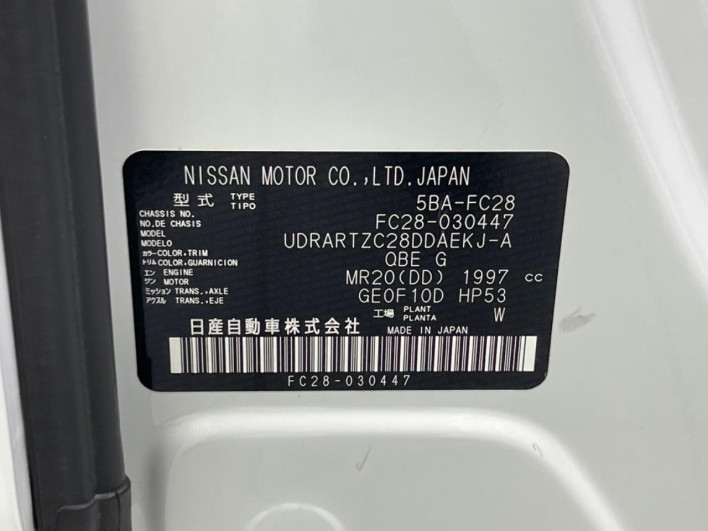 NISSAN MOTOR CO.,LTD.JAPAN
型式 TYPE TIPO 5BA-FC28
CHASSIS NO. NO.DE CHASIS FC28-030447
MODEL MODELO UDRARTZC28DDAEKJ-A
カラー COLOR,TRIM トリム COLOR,GUARNICION QBE G
エンジン ENGINE MOTOR MR20(DD) 1997 CC
ミッション アクスル TRANS.,AXLE TRANS.,EJE GE0F10D HP53
工場 PLANT PLANTA W
日産自動車株式会社 MADE IN JAPAN
FC28-030447